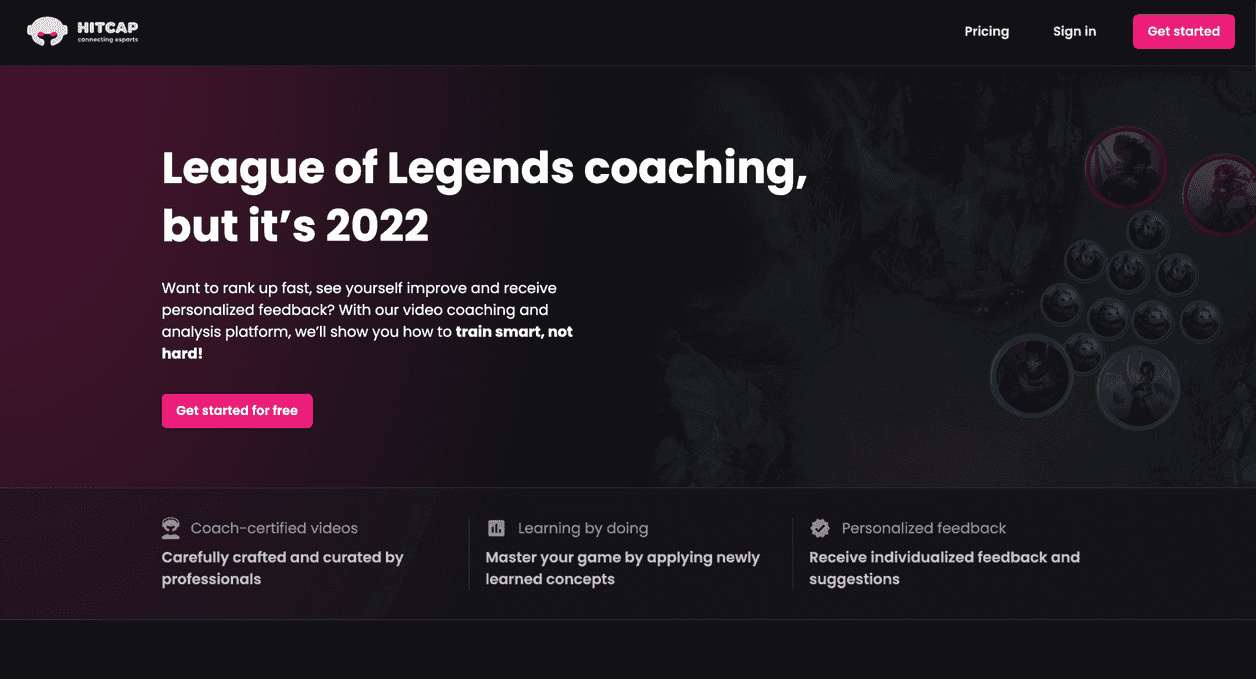 HITCAP
connecting esports
Pricing
Sign in
Get started
League of Legends coaching,
but it’s 2022
Want to rank up fast, see yourself improve and receive
personalized feedback? With our video coaching and
analysis platform, we’ll show you how to train smart, not
hard!
Get started for free
Coach-certified videos
Carefully crafted and curated by
professionals
Learning by doing
Master your game by applying newly
learned concepts
Personalized feedback
Receive individualized feedback and
suggestions